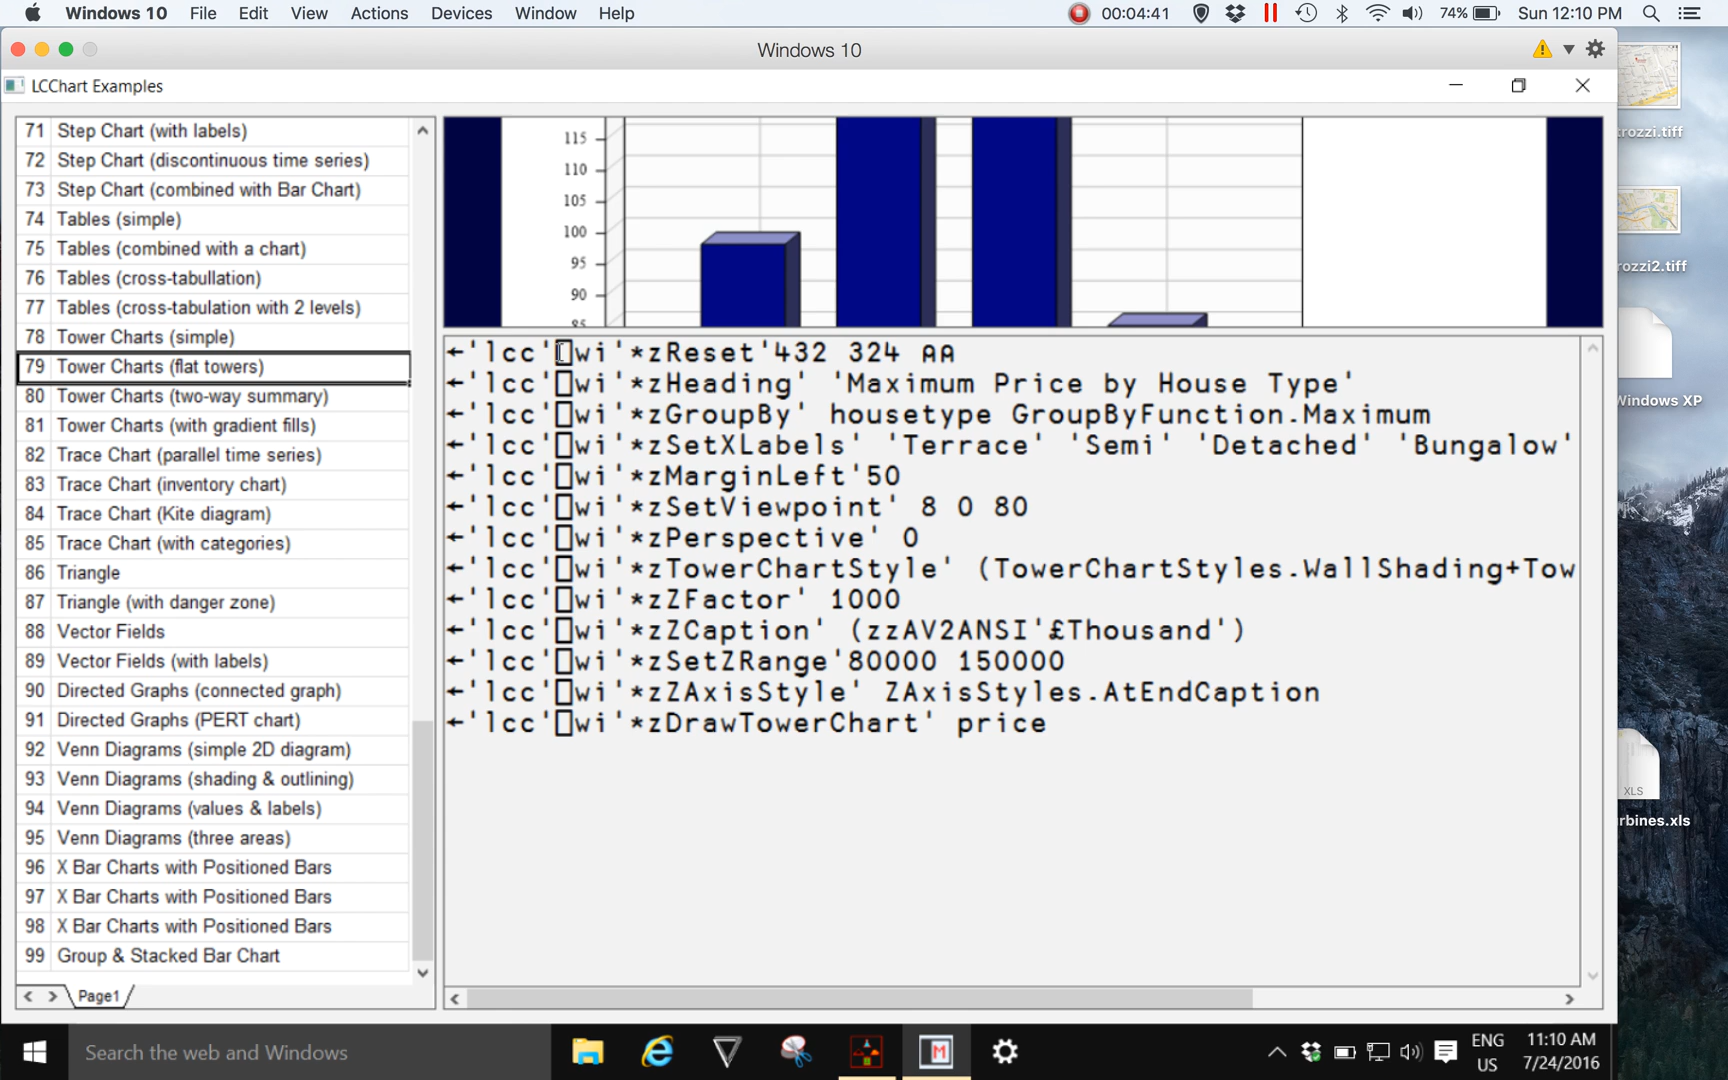 Windows 10 File Edit View Actions Devices Window Help 00:04:41 74% Sun 12:10 PM
Windows 10
LCChart Examples
71 Step Chart (with labels)
72 Step Chart (discontinuous time series)
73 Step Chart (combined with Bar Chart)
74 Tables (simple)
75 Tables (combined with a chart)
76 Tables (cross-tabullation)
77 Tables (cross-tabulation with 2 levels)
78 Tower Charts (simple)
79 Tower Charts (flat towers)
80 Tower Charts (two-way summary)
81 Tower Charts (with gradient fills)
82 Trace Chart (parallel time series)
83 Trace Chart (inventory chart)
84 Trace Chart (Kite diagram)
85 Trace Chart (with categories)
86 Triangle
87 Triangle (with danger zone)
88 Vector Fields
89 Vector Fields (with labels)
90 Directed Graphs (connected graph)
91 Directed Graphs (PERT chart)
92 Venn Diagrams (simple 2D diagram)
93 Venn Diagrams (shading & outlining)
94 Venn Diagrams (values & labels)
95 Venn Diagrams (three areas)
96 X Bar Charts with Positioned Bars
97 X Bar Charts with Positioned Bars
98 X Bar Charts with Positioned Bars
99 Group & Stacked Bar Chart
Page1
115
110
105
100
95
90
85
←'lcc'⎕wi'*zReset'432 324 AA
←'lcc'⎕wi'*zHeading' 'Maximum Price by House Type'
←'lcc'⎕wi'*zGroupBy' housetype GroupByFunction.Maximum
←'lcc'⎕wi'*zSetXLabels' 'Terrace' 'Semi' 'Detached' 'Bungalow'
←'lcc'⎕wi'*zMarginLeft'50
←'lcc'⎕wi'*zSetViewpoint' 8 0 80
←'lcc'⎕wi'*zPerspective' 0
←'lcc'⎕wi'*zTowerChartStyle' (TowerChartStyles.WallShading+Tow
←'lcc'⎕wi'*zZFactor' 1000
←'lcc'⎕wi'*zZCaption' (zzAV2ANSI'£Thousand')
←'lcc'⎕wi'*zSetZRange'80000 150000
←'lcc'⎕wi'*zZAxisStyle' ZAxisStyles.AtEndCaption
←'lcc'⎕wi'*zDrawTowerChart' price
rozzi.tiff
rozzi2.tiff
Windows XP
XLS
rbines.xls
Search the web and Windows
M
ENG
US
11:10 AM
7/24/2016